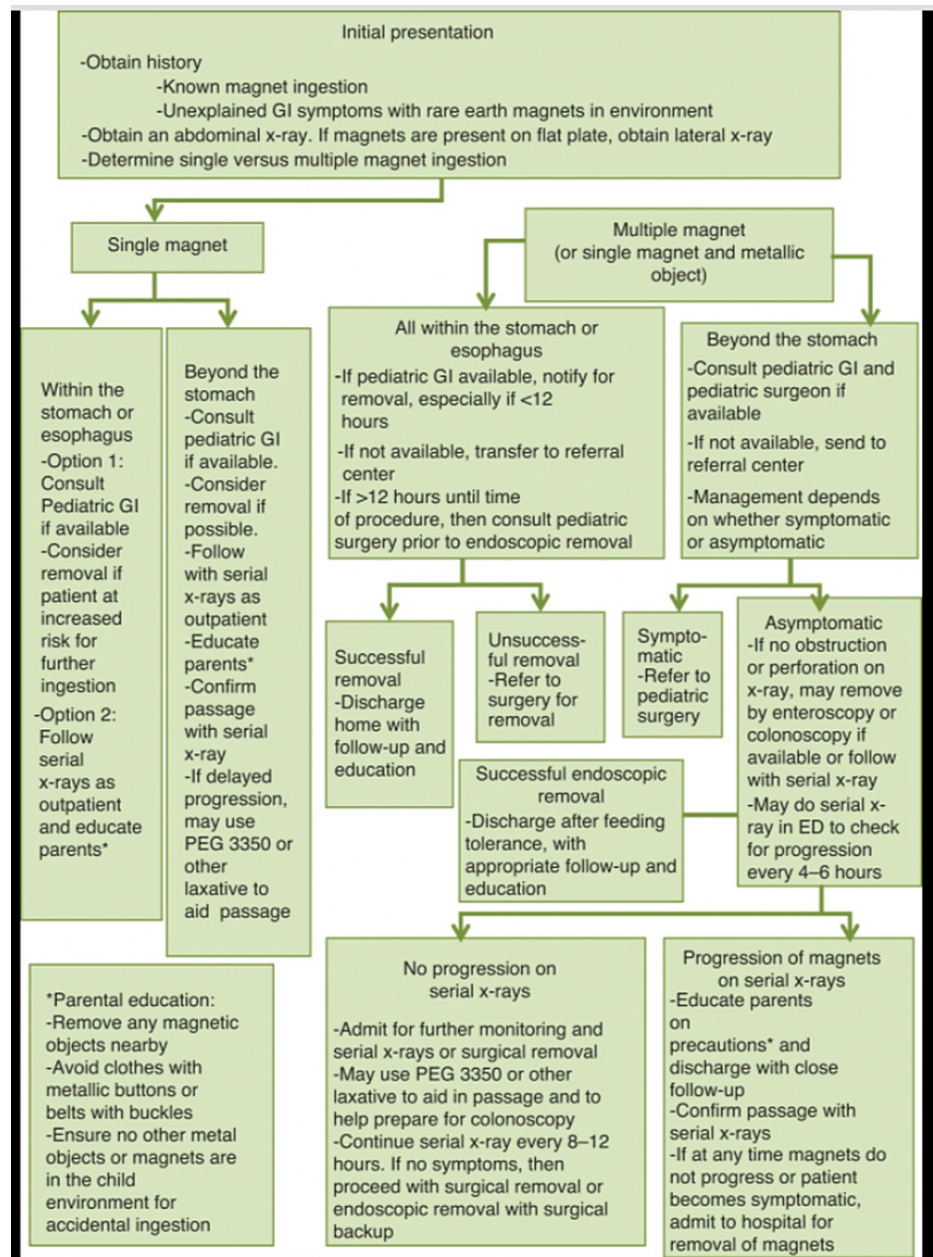 Initial presentation
-Obtain history
-Known magnet ingestion
-Unexplained GI symptoms with rare earth magnets in environment
-Obtain an abdominal x-ray. If magnets are present on flat plate, obtain lateral x-ray
-Determine single versus multiple magnet ingestion
Single magnet
Multiple magnet
(or single magnet and metallic
object)
Within the
stomach or
esophagus
-Option 1:
Consult
Pediatric GI
if available
-Consider
removal if
patient at
increased
risk for
further
ingestion
-Option 2:
Follow
serial
x-rays as
outpatient
and educate
parents*
Beyond the
stomach
-Consult
pediatric GI
if available.
-Consider
removal if
possible.
-Follow
with serial
x-rays as
outpatient
-Educate
parents*
-Confirm
passage
with serial
x-ray
-If delayed
progression,
may use
PEG 3350 or
other
laxative to
aid passage
All within the stomach or
esophagus
-If pediatric GI available, notify for
removal, especially if <12
hours
-If not available, transfer to referral
center
-If >12 hours until time
of procedure, then consult pediatric
surgery prior to endoscopic removal
Beyond the stomach
-Consult pediatric GI and
pediatric surgeon if
available
-If not available, send to
referral center
-Management depends
on whether symptomatic
or asymptomatic
Successful
removal
-Discharge
home with
follow-up and
education
Unsuccess-
ful removal
-Refer to
surgery for
removal
Sympto-
matic
-Refer to
pediatric
surgery
Asymptomatic
-If no obstruction
or perforation on
x-ray, may remove
by enteroscopy or
colonoscopy if
available or follow
with serial x-ray
-May do serial x-
ray in ED to check
for progression
every 4–6 hours
Successful endoscopic
removal
-Discharge after feeding
tolerance, with
appropriate follow-up and
education
*Parental education:
-Remove any magnetic
objects nearby
-Avoid clothes with
metallic buttons or
belts with buckles
-Ensure no other metal
objects or magnets are
in the child
environment for
accidental ingestion
No progression on
serial x-rays
-Admit for further monitoring and
serial x-rays or surgical removal
-May use PEG 3350 or other
laxative to aid in passage and to
help prepare for colonoscopy
-Continue serial x-ray every 8–12
hours. If no symptoms, then
proceed with surgical removal or
endoscopic removal with surgical
backup
Progression of magnets
on serial x-rays
-Educate parents
on
precautions* and
discharge with close
follow-up
-Confirm passage with
serial x-rays
-If at any time magnets do
not progress or patient
becomes symptomatic,
admit to hospital for
removal of magnets